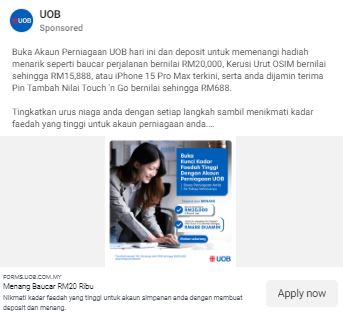 UOB
Sponsored
Buka Akaun Perniagaan UOB hari ini dan deposit untuk memenangi hadiah
menarik seperti baucar perjalanan bernilai RM20,000, Kerusi Urut OSIM bernilai
sehingga RM15,888, atau iPhone 15 Pro Max terkini, serta anda dijamin terima
Pin Tambah Nilai Touch 'n Go bernilai sehingga RM688.
Tingkatkan urus niaga anda dengan setiap langkah sambil menikmati kadar
faedah yang tinggi untuk akaun perniagaan anda....
Buka
Kunci Kadar
Faedah Tinggi
Dengan Akaun
Perniagaan UOB
RM20,000
RM688 DIJAMIN
UOB
FORMS.UOB.COM.MY
Menang Baucar RM20 Ribu
Nikmati kadar faedah yang tinggi untuk akaun simpanan anda dengan membuat
deposit dan menang.
Apply now